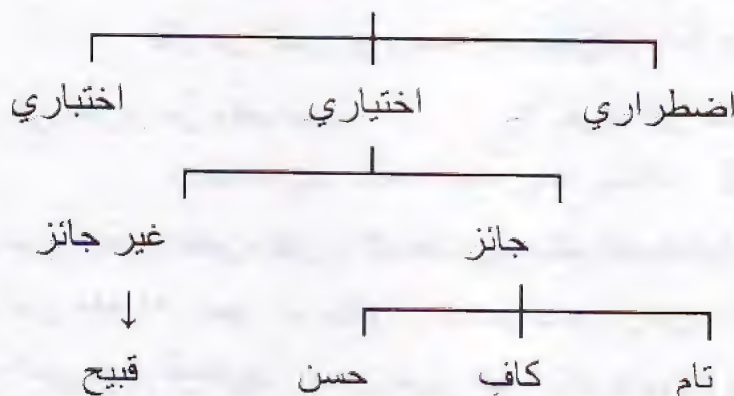 اضطراري اختياري اختباري
جائز غير جائز
تام كافٍ حسن قبيح